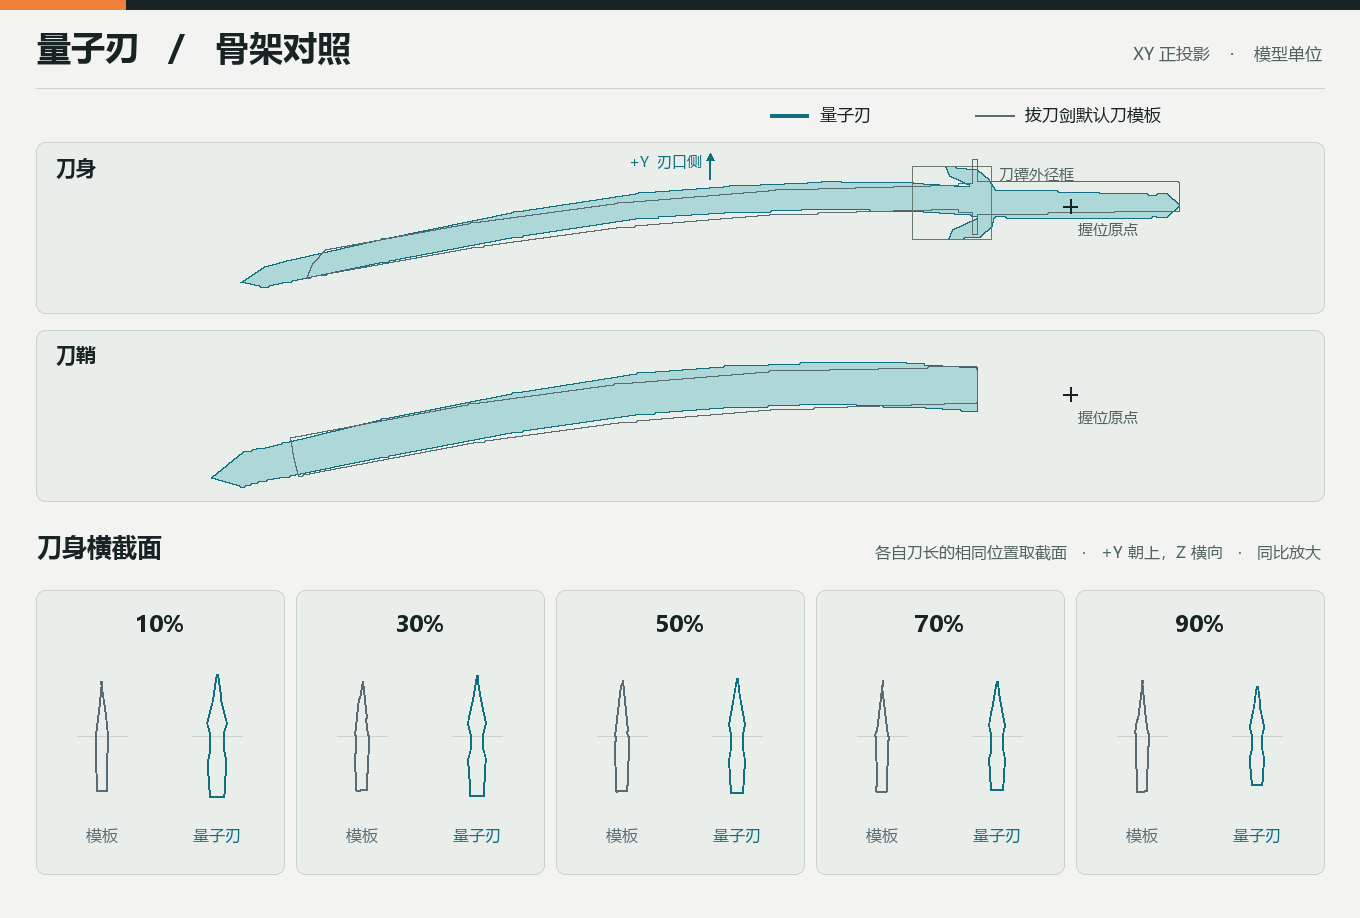 量子刃 / 骨架对照
XY 正投影 · 模型单位
量子刃
拔刀剑默认刀模板
刀身
+Y 刃口侧
刀镡外径框
握位原点
刀鞘
握位原点
刀身横截面
各自刀长的相同位置取截面 · +Y 朝上，Z 横向 · 同比放大
10%
30%
50%
70%
90%
模板
量子刃
模板
量子刃
模板
量子刃
模板
量子刃
模板
量子刃